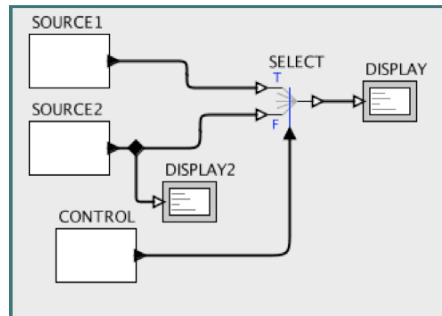 SOURCE1
SELECT
T
DISPLAY
SOURCE2
F
DISPLAY2
CONTROL